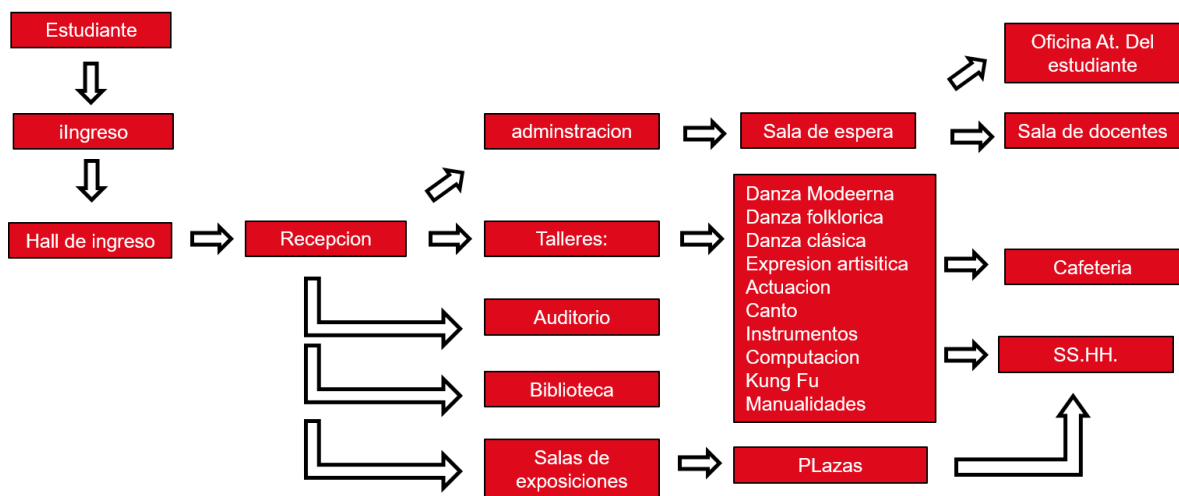 Estudiante
iIngreso
Hall de ingreso
Recepcion
adminstracion
Sala de espera
Oficina At. Del
estudiante
Sala de docentes
Talleres:
Danza Modeerna
Danza folklorica
Danza clásica
Expresion artisitica
Actuacion
Canto
Instrumentos
Computacion
Kung Fu
Manualidades
Cafeteria
SS.HH.
Auditorio
Biblioteca
Salas de
exposiciones
PLazas